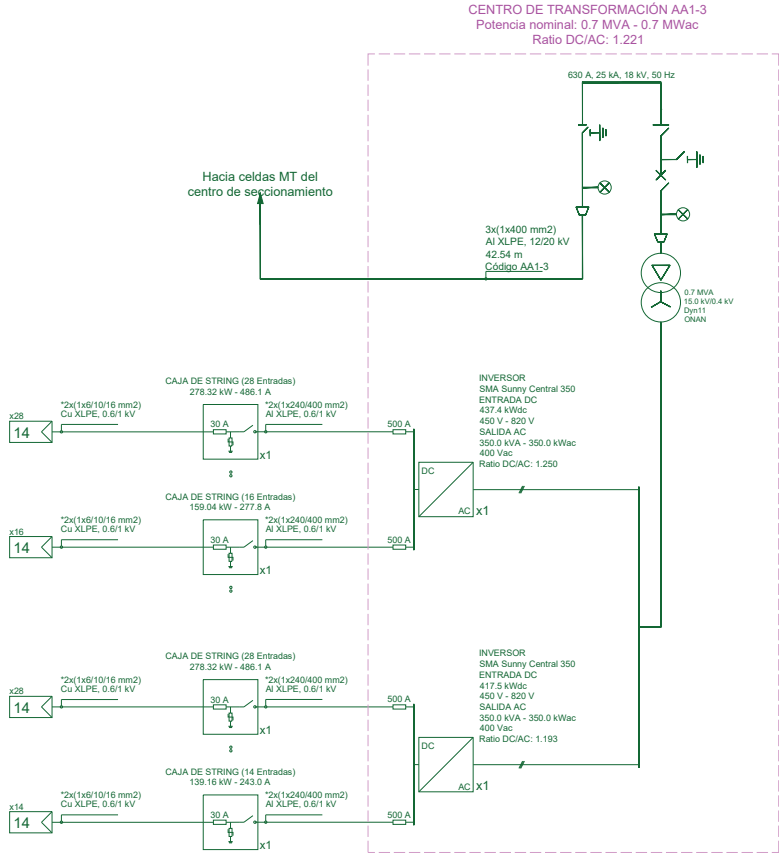 CENTRO DE TRANSFORMACIÓN AA1-3
Potencia nominal: 0.7 MVA - 0.7 MWac
Ratio DC/AC: 1.221
630 A, 25 kA, 18 kV, 50 Hz
Hacia celdas MT del
centro de seccionamiento
3x(1x400 mm2)
Al XLPE, 12/20 kV
42.54 m
Código AA1-3
0.7 MVA
15.0 kV/0.4 kV
Dyn11
ONAN
CAJA DE STRING (28 Entradas)
278.32 kW - 486.1 A
x28
14
*2x(1x6/10/16 mm2)
Cu XLPE, 0.6/1 kV
30 A
x1
*2x(1x240/400 mm2)
Al XLPE, 0.6/1 kV
500 A
INVERSOR
SMA Sunny Central 350
ENTRADA DC
437.4 kWdc
450 V - 820 V
SALIDA AC
350.0 kVA - 350.0 kWac
400 Vac
Ratio DC/AC: 1.250
DC
AC
x1
CAJA DE STRING (16 Entradas)
159.04 kW - 277.8 A
x16
14
*2x(1x6/10/16 mm2)
Cu XLPE, 0.6/1 kV
30 A
x1
*2x(1x240/400 mm2)
Al XLPE, 0.6/1 kV
500 A
CAJA DE STRING (28 Entradas)
278.32 kW - 486.1 A
x28
14
*2x(1x6/10/16 mm2)
Cu XLPE, 0.6/1 kV
30 A
x1
*2x(1x240/400 mm2)
Al XLPE, 0.6/1 kV
500 A
INVERSOR
SMA Sunny Central 350
ENTRADA DC
417.5 kWdc
450 V - 820 V
SALIDA AC
350.0 kVA - 350.0 kWac
400 Vac
Ratio DC/AC: 1.193
DC
AC
x1
CAJA DE STRING (14 Entradas)
139.16 kW - 243.0 A
x14
14
*2x(1x6/10/16 mm2)
Cu XLPE, 0.6/1 kV
30 A
x1
*2x(1x240/400 mm2)
Al XLPE, 0.6/1 kV
500 A